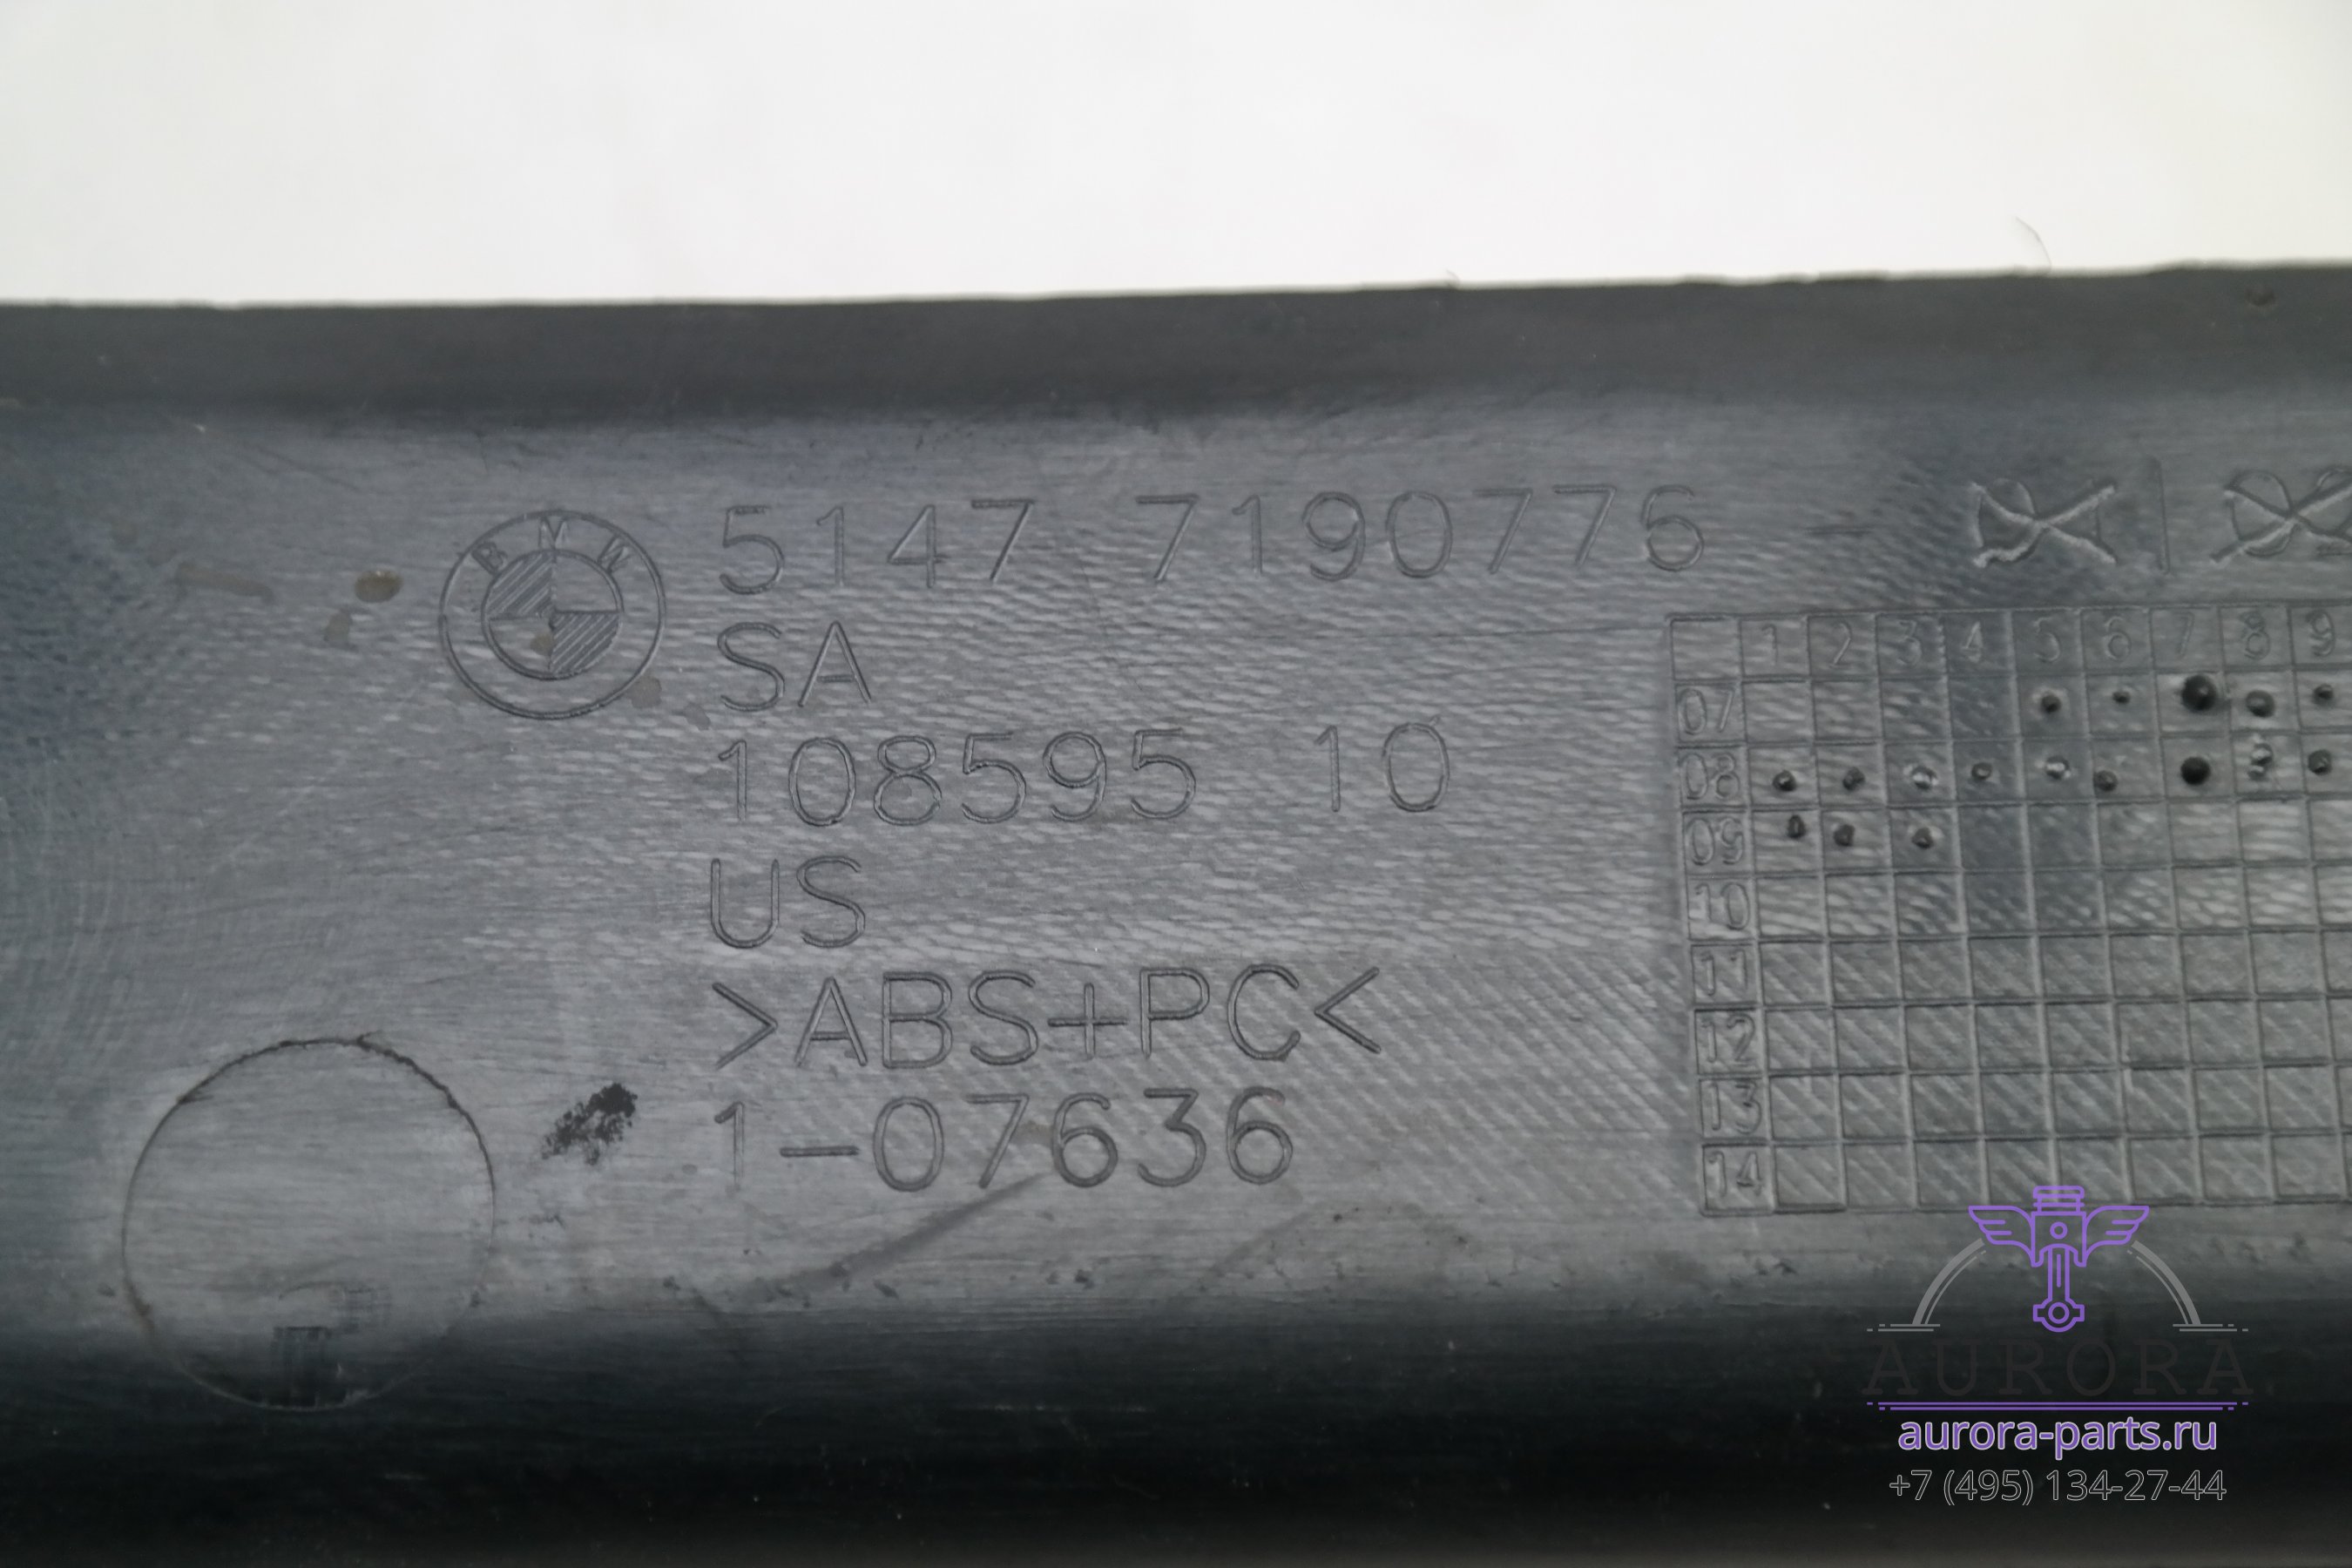 BMW
5147 7190776
SA
108595 10
US
>ABS+PC<
1-07636
1 2 3 4 5 6 7 8 9
07
08
09
10
11
12
13
14
AURORA
aurora-parts.ru
+7 (495) 134-27-44